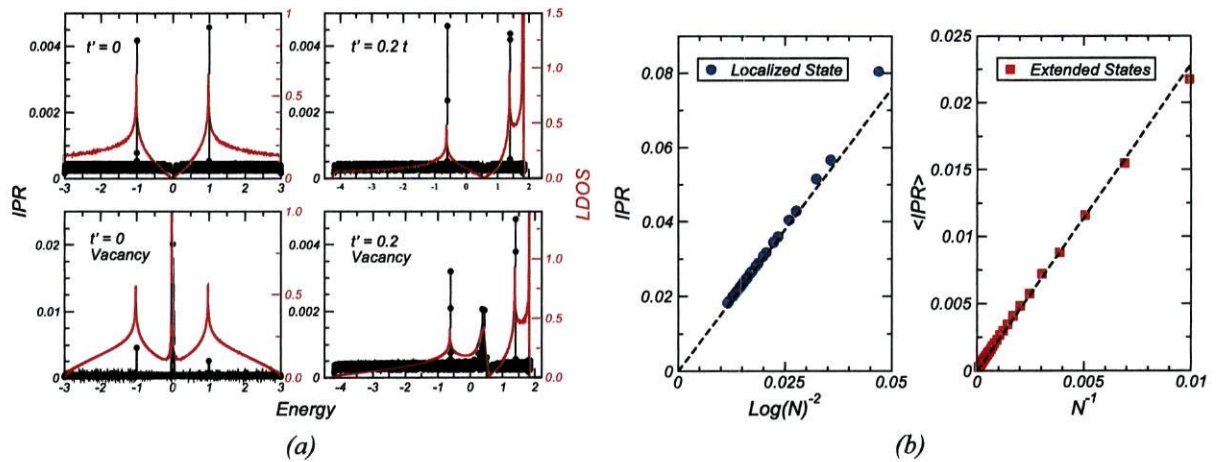 t' = 0
t' = 0.2 t
t' = 0
Vacancy
t' = 0.2
Vacancy
IPR
LDOS
Energy
0.004
0.002
0.000
1
0.5
0
-3 -2 -1 0 1 2 3
0.004
0.002
0.000
1.5
1.0
0.5
0.0
-4 -3 -2 -1 0 1 2
0.02
0.01
0
1.0
0.5
0
-3 -2 -1 0 1 2 3
0.004
0.002
0.000
1.0
0.5
0.0
-4 -3 -2 -1 0 1 2
(a)
Localized State
IPR
0.08
0.06
0.04
0.02
0
0 0.025 0.05
Log(N)⁻²
Extended States
<IPR>
0.025
0.02
0.015
0.01
0.005
0
0 0.005 0.01
N⁻¹
(b)